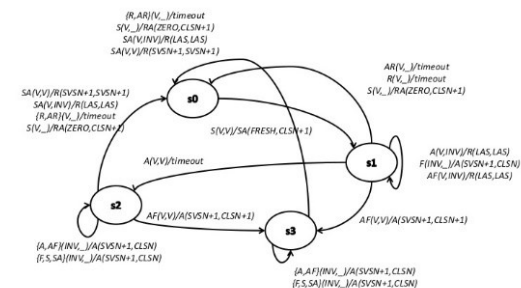 {R,AR}(V,_)/timeout
S(V,_)/RA(ZERO,CLSN+1)
SA(V,INV)/R(LAS,LAS)
SA(V,V)/R(SVSN+1,SVSN+1)
AR(V,_)/timeout
R(V,_)/timeout
S(V,_)/RA(ZERO,CLSN+1)
SA(V,V)/R(SVSN+1,SVSN+1)
SA(V,INV)/R(LAS,LAS)
{R,AR}(V,_)/timeout
S(V,_)/RA(ZERO,CLSN+1)
s0
S(V,V)/SA(FRESH,CLSN+1)
A(V,V)/timeout
s1
A(V,INV)/R(LAS,LAS)
F(INV,_)/A(SVSN+1,CLSN)
AF(V,INV)/R(LAS,LAS)
s2
AF(V,V)/A(SVSN+1,CLSN+1)
AF(V,V)/A(SVSN+1,CLSN+1)
s3
{A,AF}(INV,_)/A(SVSN+1,CLSN)
{F,S,SA}(INV,_)/A(SVSN+1,CLSN)
{A,AF}(INV,_)/A(SVSN+1,CLSN)
{F,S,SA}(INV,_)/A(SVSN+1,CLSN)